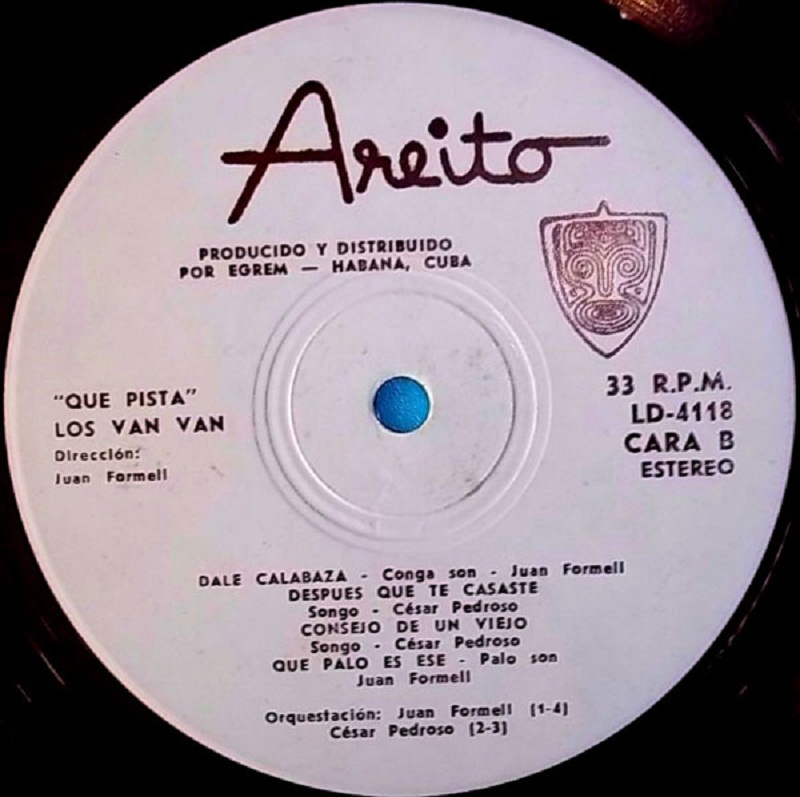 Areito
PRODUCIDO Y DISTRIBUIDO
POR EGREM — HABANA, CUBA
"QUE PISTA"
LOS VAN VAN
Dirección:
Juan Formell
33 R.P.M.
LD-4118
CARA B
ESTEREO
DALE CALABAZA - Conga son - Juan Formell
DESPUES QUE TE CASASTE
Songo - César Pedroso
CONSEJO DE UN VIEJO
Songo - César Pedroso
QUE PALO ES ESE - Palo son
Juan Formell
Orquestación: Juan Formell (1-4)
César Pedroso (2-3)